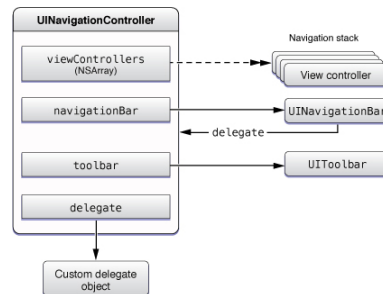 UINavigationController
Navigation stack
viewControllers
(NSArray)
View controller
navigationBar
UINavigationBar
delegate
toolbar
UIToolbar
delegate
Custom delegate
object